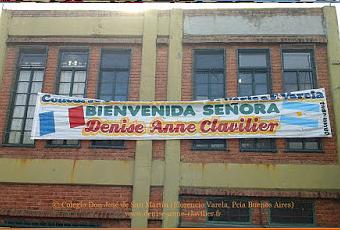 BIENVENIDA SEÑORA
Denise Anne Clavilier
© Colegio Don José de San Martín (Florencio Varela, Pcia Buenos Aires)
www.denise-anne-clavilier.fr